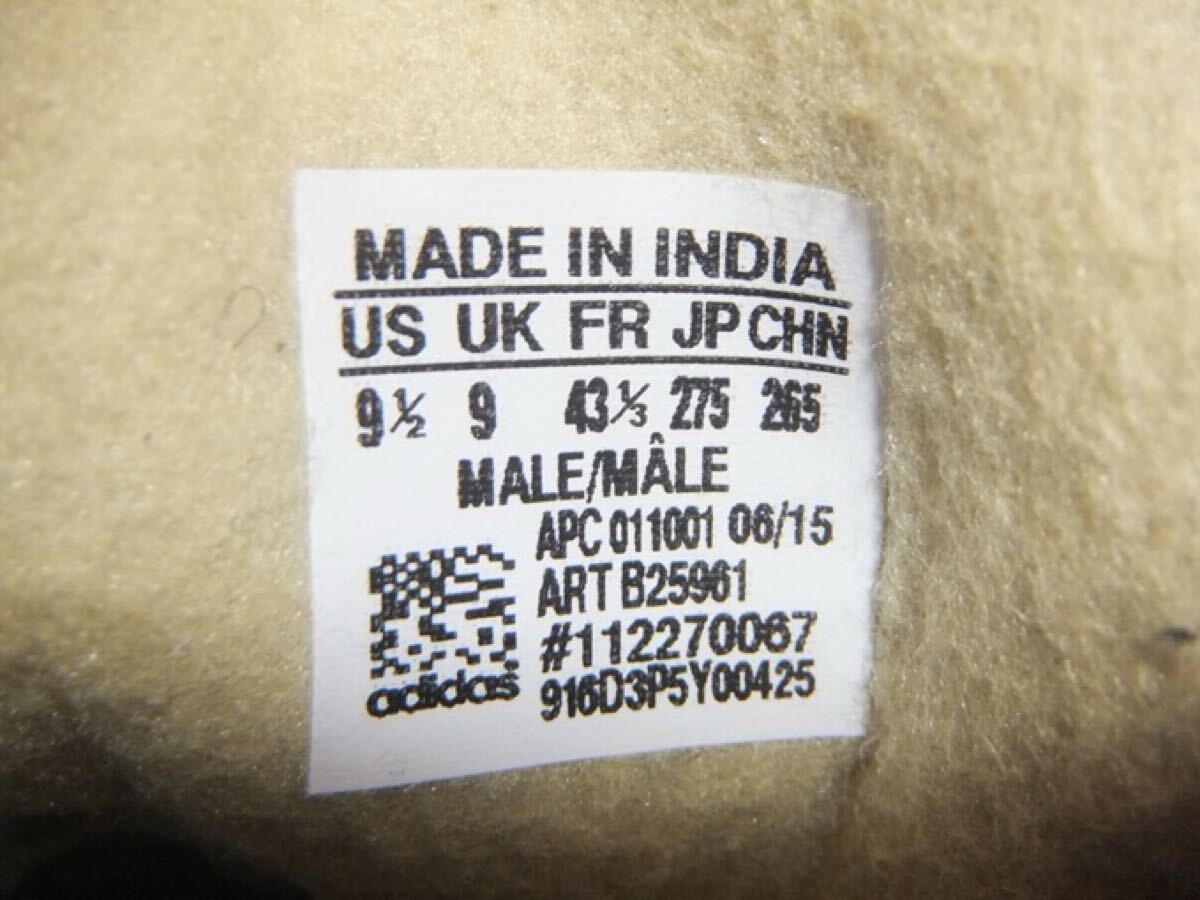 MADE IN INDIA
US UK FR JP CHN
9½ 9 43⅓ 275 265
MALE/MÂLE
APC 011001 06/15
ART B25961
#112270067
adidas 916D3P5Y00425